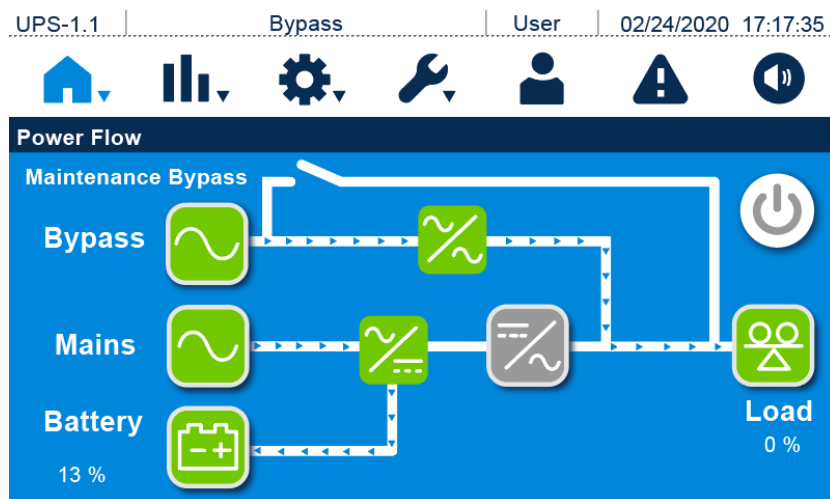 UPS-1.1 Bypass User 02/24/2020 17:17:35
Power Flow
Maintenance Bypass
Bypass
Mains
Battery
13 %
Load
0 %